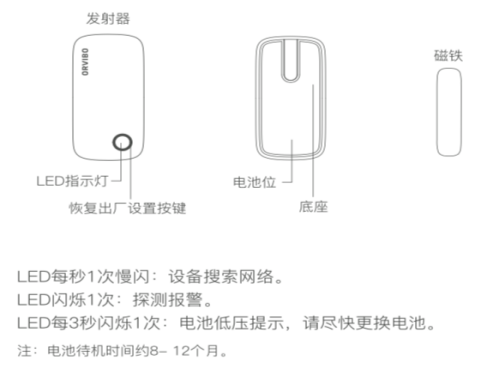 发射器
磁铁
ORVIBO
LED指示灯
电池位
恢复出厂设置按键
底座
LED每秒1次慢闪：设备搜索网络。
LED闪烁1次：探测报警。
LED每3秒闪烁1次：电池低压提示，请尽快更换电池。
注：电池待机时间约8- 12个月。